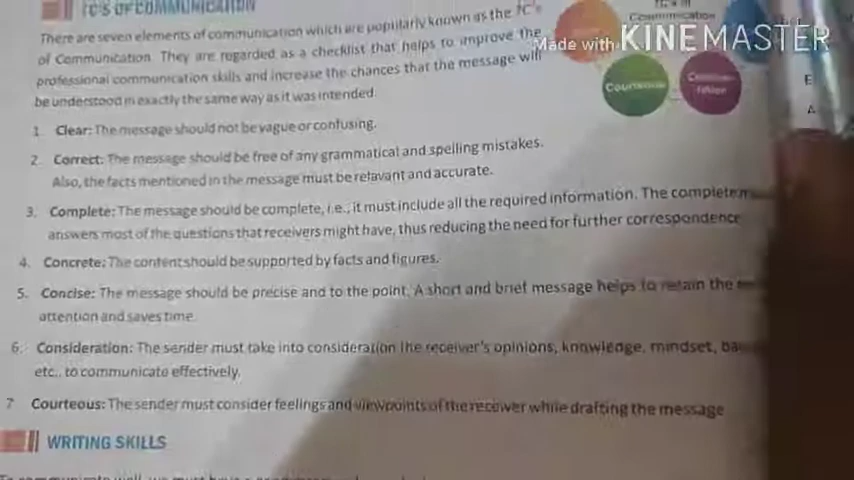 7C'S OF COMMUNICATION
There are seven elements of communication which are popularly known as the 7C's
of Communication. They are regarded as a checklist that helps to improve the
professional communication skills and increase the chances that the message will
be understood in exactly the same way as it was intended.
1. Clear: The message should not be vague or confusing.
2. Correct: The message should be free of any grammatical and spelling mistakes.
Also, the facts mentioned in the message must be relavant and accurate.
3. Complete: The message should be complete, i.e., it must include all the required information. The complete
answers most of the questions that receivers might have, thus reducing the need for further correspondence
4. Concrete: The content should be supported by facts and figures.
5. Concise: The message should be precise and to the point. A short and brief message helps to retain the
attention and saves time.
6. Consideration: The sender must take into consideration the receiver's opinions, knowledge, mindset,
etc., to communicate effectively.
7 Courteous: The sender must consider feelings and viewpoints of the receiver while drafting the message
WRITING SKILLS
7C's of
Communication
Courteous
Made with KINEMASTER
E
A